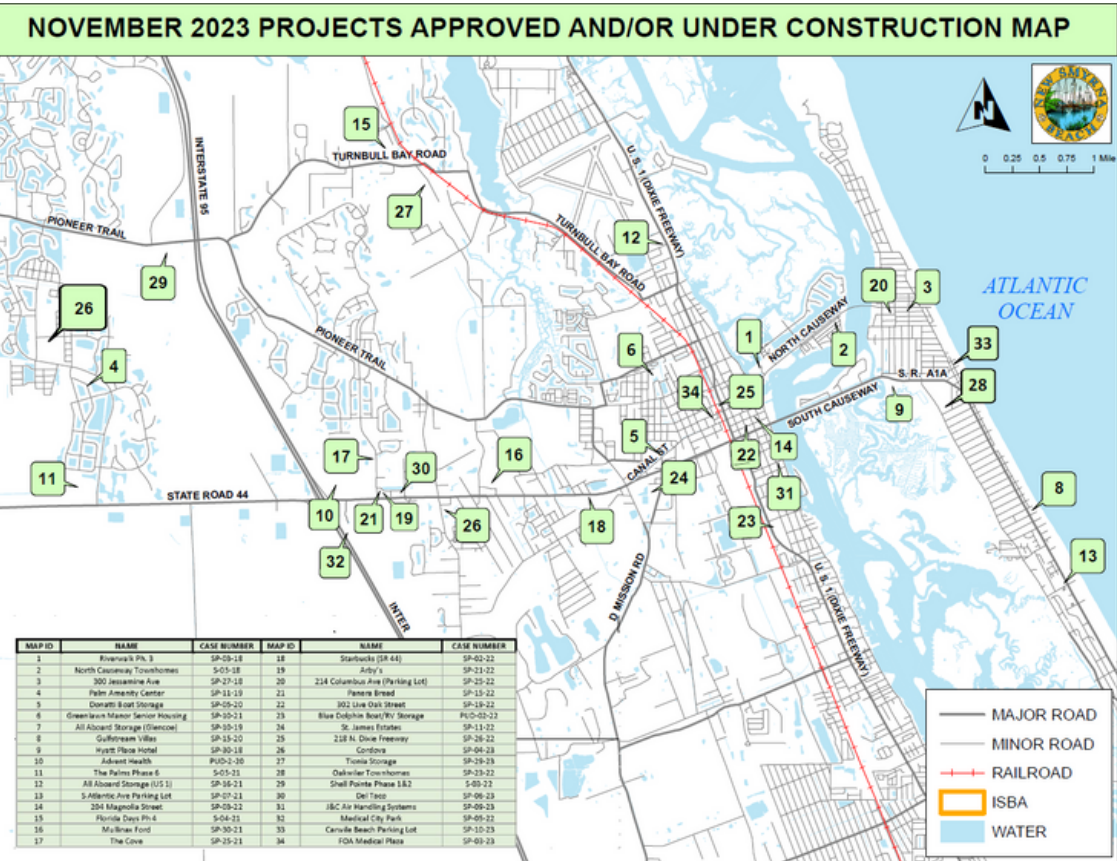 NOVEMBER 2023 PROJECTS APPROVED AND/OR UNDER CONSTRUCTION MAP
N
NEW SMYRNA
BEACH
0 0.25 0.5 0.75 1 Mile
15
TURNBULL BAY ROAD
INTERSTATE 95
U. S. 1 (DIXIE FREEWAY)
27
PIONEER TRAIL
12
TURNBULL BAY ROAD
29
20
3
ATLANTIC
OCEAN
26
PIONEER TRAIL
NORTH CAUSEWAY
1
2
6
33
4
S. R. A1A
28
34
25
SOUTH CAUSEWAY
9
5
14
22
CANAL ST
17
30
16
11
24
STATE ROAD 44
31
8
10
21
19
26
18
23
32
13
D MISSION RD
U. S. 1 (DIXIE FREEWAY)
INTER
MAP ID NAME CASE NUMBER MAP ID NAME CASE NUMBER
1 Riverwalk Ph. 3 SP-03-18 18 Starbucks (SR 44) SP-02-22
2 North Causeway Townhomes S-05-18 19 Arby's SP-21-22
3 300 Jessamine Ave SP-27-18 20 214 Columbus Ave (Parking Lot) SP-25-22
4 Palm Amenity Center SP-11-19 21 Panera Bread SP-15-22
5 Donatti Boat Storage SP-05-20 22 302 Live Oak Street SP-19-22
6 Greenlawn Manor Senior Housing SP-10-21 23 Blue Dolphin Boat/RV Storage PUD-02-22
7 All Aboard Storage (Glencoe) SP-10-19 24 St. James Estates SP-11-22
8 Gulfstream Villas SP-15-20 25 218 N. Dixie Freeway SP-26-22
9 Hyatt Place Hotel SP-30-18 26 Cordova SP-04-23
10 Advent Health PUD-2-20 27 Storage SP-29-23
11 The Palms Phase 6 S-05-21 28 Oakwiler Townhomes SP-23-22
12 All Aboard Storage (US 1) SP-16-21 29 Shell Pointe Phase 1&2 S-03-22
13 S Atlantic Ave Parking Lot SP-07-21 30 Del Taco SP-06-23
14 204 Magnolia Street SP-03-22 31 J&C Air Handling Systems SP-09-23
15 Florida Days Ph 4 S-04-21 32 Medical City Park SP-05-22
16 Mullinax Ford SP-30-21 33 Beach Parking Lot SP-10-23
17 The Cove SP-25-21 34 FOA Medical Plaza SP-03-23
MAJOR ROAD
MINOR ROAD
RAILROAD
ISBA
WATER